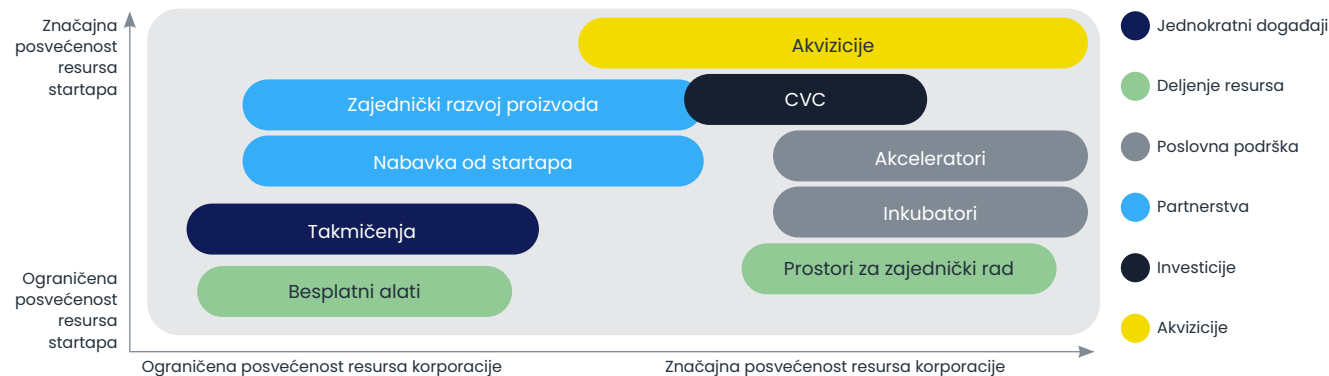 Značajna
posvećenost
resursa
startapa
Akvizicije
Zajednički razvoj proizvoda
CVC
Nabavka od startapa
Akceleratori
Inkubatori
Takmičenja
Prostori za zajednički rad
Besplatni alati
Ograničena
posvećenost
resursa
startapa
Ograničena posvećenost resursa korporacije
Značajna posvećenost resursa korporacije
Jednokratni događaji
Deljenje resursa
Poslovna podrška
Partnerstva
Investicije
Akvizicije